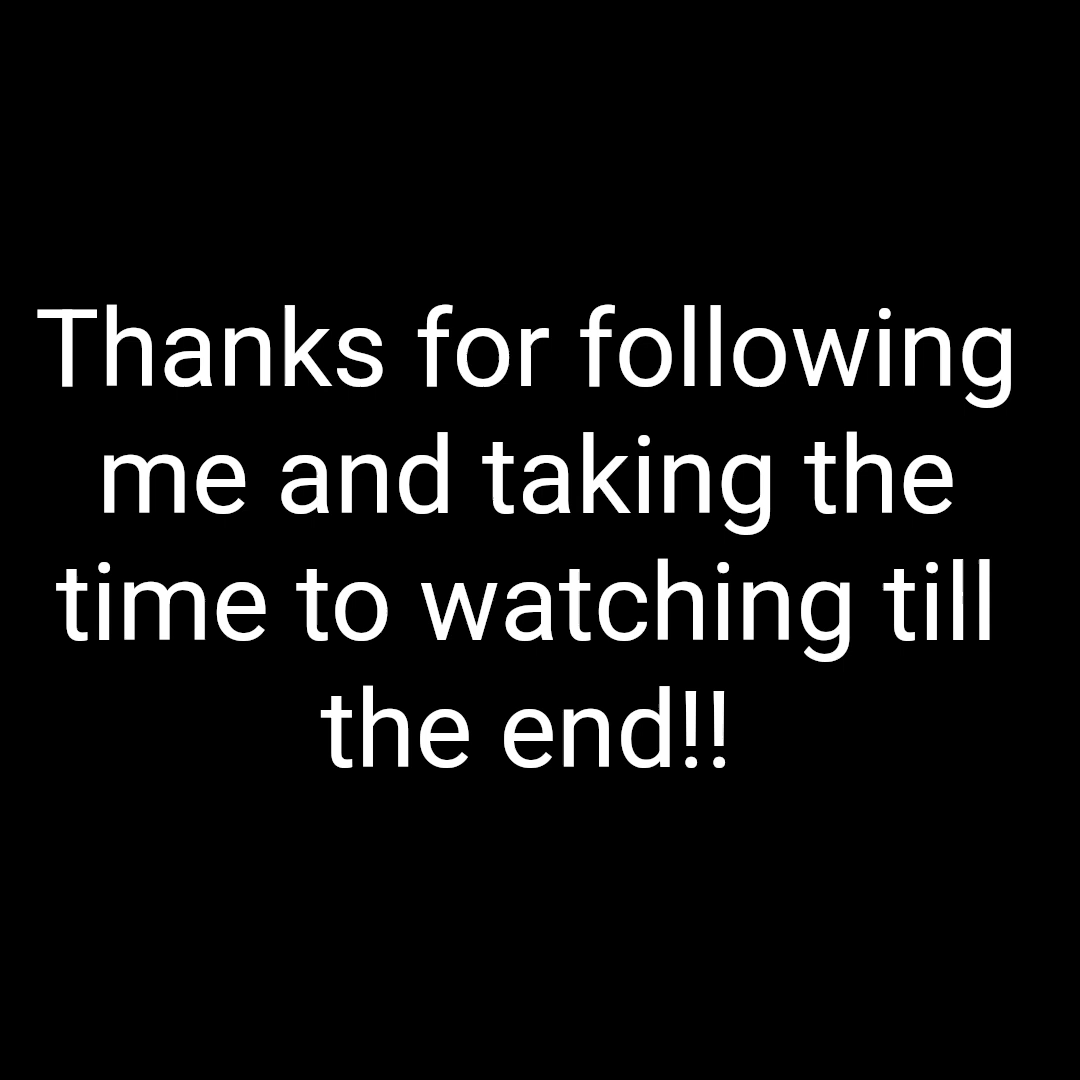 Thanks for following
me and taking the
time to watching till
the end!!